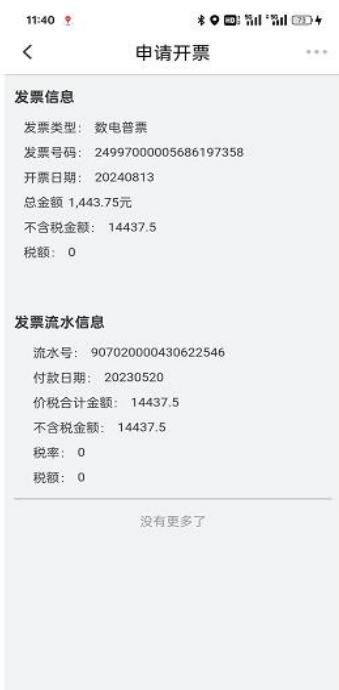 11:40
申请开票
发票信息
发票类型： 数电普票
发票号码： 24997000005686197358
开票日期： 20240813
总金额 1,443.75元
不含税金额： 14437.5
税额： 0
发票流水信息
流水号： 907020000430622546
付款日期： 20230520
价税合计金额： 14437.5
不含税金额： 14437.5
税率： 0
税额： 0
没有更多了